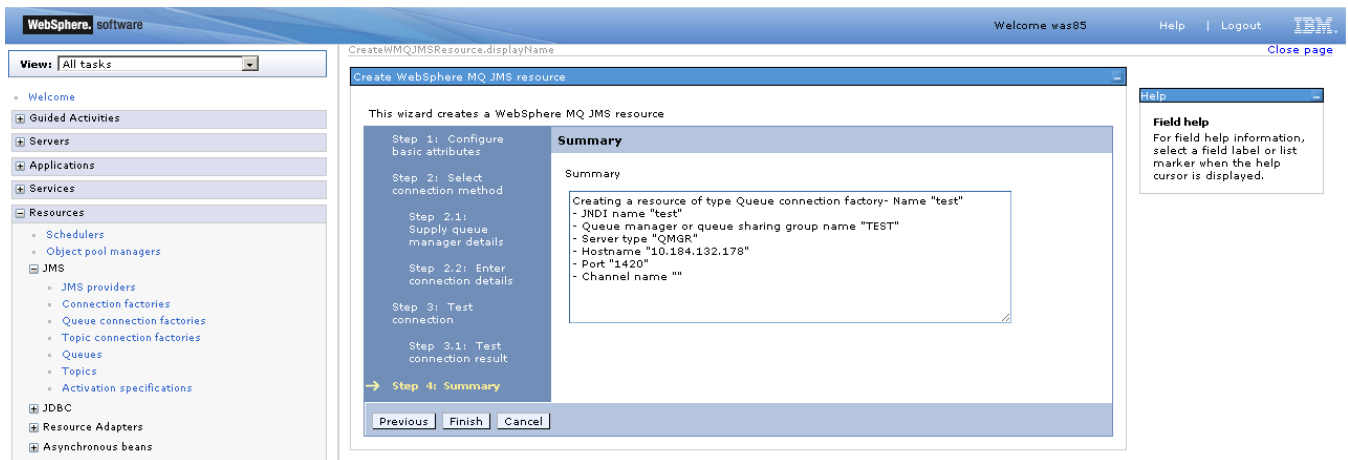 WebSphere. software
Welcome was85
Help | Logout
IBM.
View: All tasks
CreateWMQJMSResource.displayName
Close page
Welcome
Guided Activities
Servers
Applications
Services
Resources
Schedulers
Object pool managers
JMS
JMS providers
Connection factories
Queue connection factories
Topic connection factories
Queues
Topics
Activation specifications
JDBC
Resource Adapters
Asynchronous beans
Create WebSphere MQ JMS resource
This wizard creates a WebSphere MQ JMS resource
Step 1: Configure
basic attributes
Step 2: Select
connection method
Step 2.1:
Supply queue
manager details
Step 2.2: Enter
connection details
Step 3: Test
connection
Step 3.1: Test
connection result
Step 4: Summary
Summary
Summary
Creating a resource of type Queue connection factory- Name "test"
- JNDI name "test"
- Queue manager or queue sharing group name "TEST"
- Server type "QMGR"
- Hostname "10.184.132.178"
- Port "1420"
- Channel name ""
Previous Finish Cancel
Help
Field help
For field help information,
select a field label or list
marker when the help
cursor is displayed.